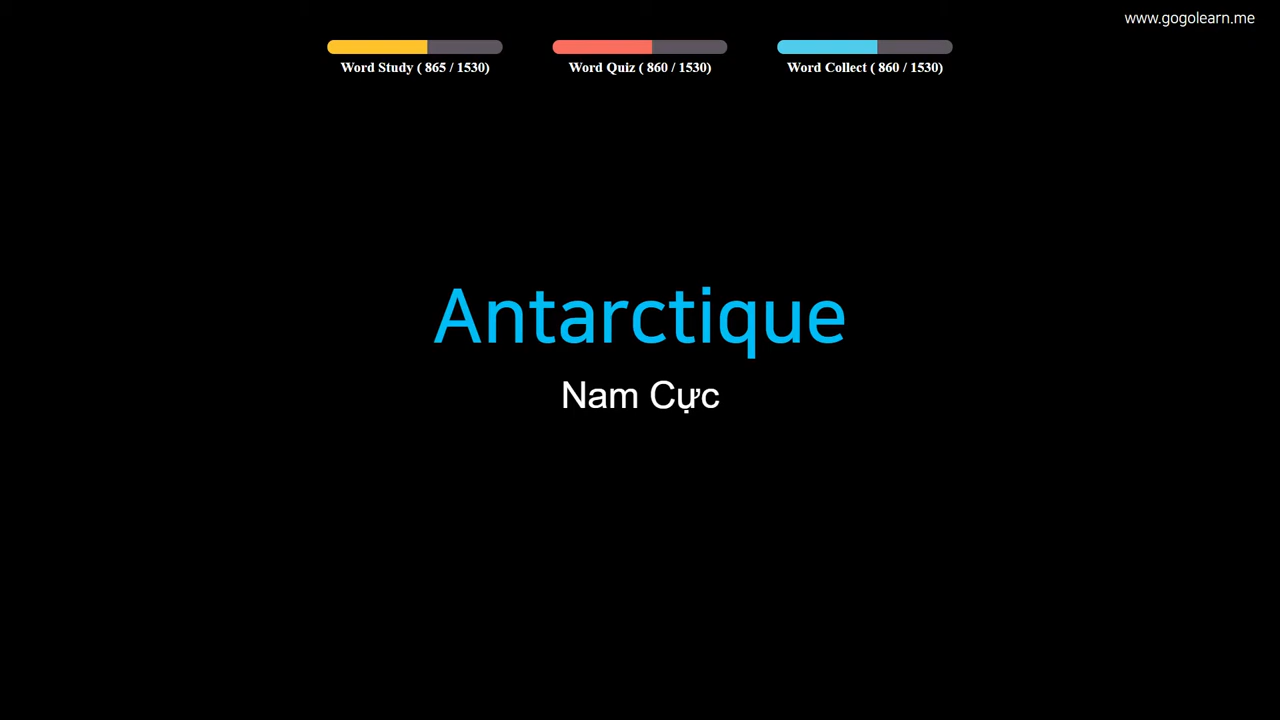 www.gogolearn.me
Word Study ( 865 / 1530)
Word Quiz ( 860 / 1530)
Word Collect ( 860 / 1530)
Antarctique
Nam Cực